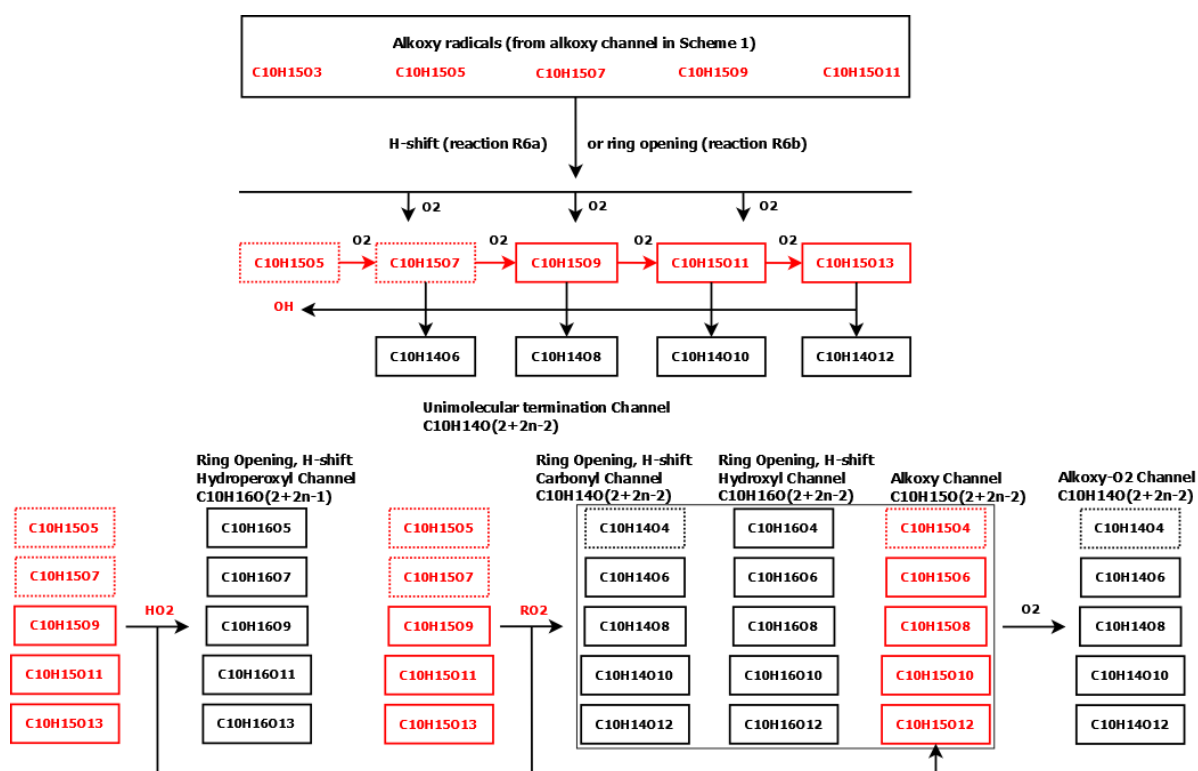 Alkoxy radicals (from alkoxy channel in Scheme 1)
C10H15O3 C10H15O5 C10H15O7 C10H15O9 C10H15O11
H-shift (reaction R6a) or ring opening (reaction R6b)
O2 O2 O2
O2 O2 O2 O2
C10H15O5 C10H15O7 C10H15O9 C10H15O11 C10H15O13
OH
C10H14O6 C10H14O8 C10H14O10 C10H14O12
Unimolecular termination Channel
C10H14O(2+2n-2)
Ring Opening, H-shift
Hydroperoxyl Channel
C10H16O(2+2n-1)
Ring Opening, H-shift
Carbonyl Channel
C10H14O(2+2n-2)
Ring Opening, H-shift
Hydroxyl Channel
C10H16O(2+2n-2)
Alkoxy Channel
C10H15O(2+2n-2)
Alkoxy-O2 Channel
C10H14O(2+2n-2)
C10H15O5 C10H16O5 C10H15O5 C10H14O4 C10H16O4 C10H15O4 C10H14O4
C10H15O7 C10H16O7 C10H15O7 C10H14O6 C10H16O6 C10H15O6 C10H14O6
HO2 RO2 O2
C10H15O9 C10H16O9 C10H15O9 C10H14O8 C10H16O8 C10H15O8 C10H14O8
C10H15O11 C10H16O11 C10H15O11 C10H14O10 C10H16O10 C10H15O10 C10H14O10
C10H15O13 C10H16O13 C10H15O13 C10H14O12 C10H16O12 C10H15O12 C10H14O12